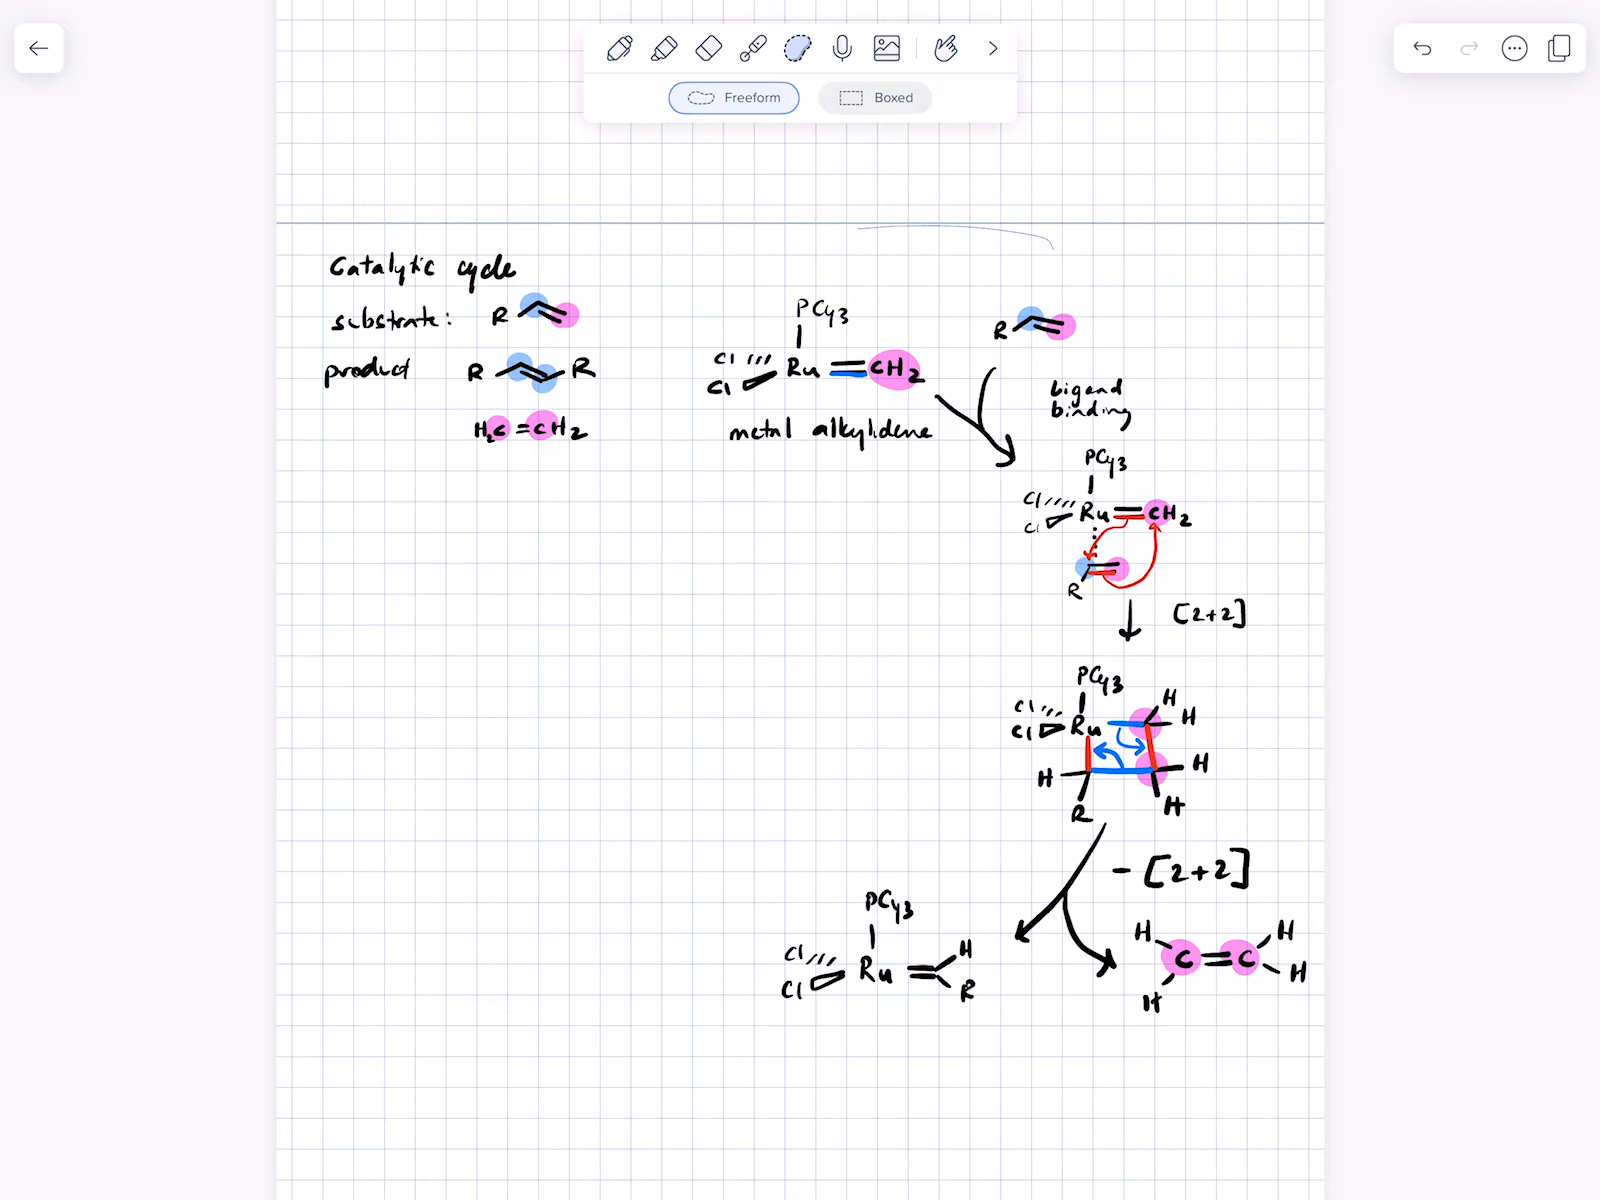 Freeform
Boxed
Catalytic cycle
substrate: R
product R R
H2C=CH2
PCy3
Cl
Cl Ru CH2
metal alkylidene
R
ligand
binding
PCy3
Cl
Cl Ru CH2
R
[2+2]
PCy3
Cl
Cl Ru
H
H
H
H
H
R
- [2+2]
PCy3
Cl
Cl Ru
H
R
H H
C=C
H H